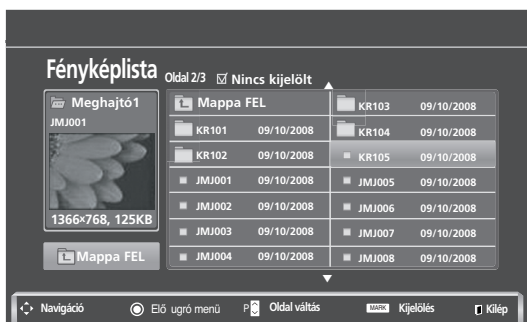 Fényképlista Oldal 2/3 ☑ Nincs kijelölt
Meghajtó1
JMJ001
1366×768, 125KB
Mappa FEL
Mappa FEL
KR101 09/10/2008
KR102 09/10/2008
JMJ001 09/10/2008
JMJ002 09/10/2008
JMJ003 09/10/2008
JMJ004 09/10/2008
KR103 09/10/2008
KR104 09/10/2008
KR105 09/10/2008
JMJ005 09/10/2008
JMJ006 09/10/2008
JMJ007 09/10/2008
JMJ008 09/10/2008
Navigáció Elő ugró menü P Oldal váltás MARK Kijelölés Kilép